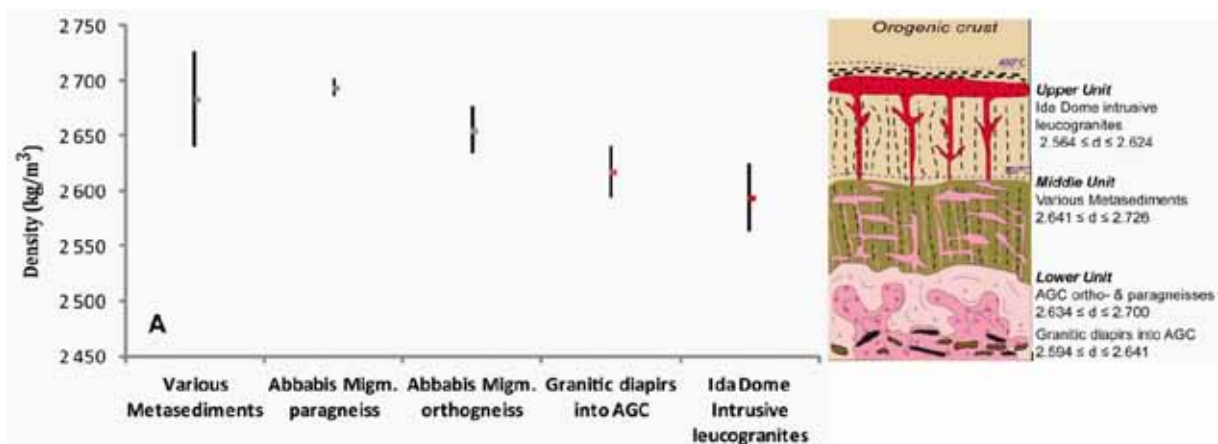 2 750
2 700
2 650
2 600
2 550
2 500
2 450
Density (kg/m³)
A
Various
Metasediments
Abbabis Migm.
paragneiss
Abbabis Migm.
orthogneiss
Granitic diapirs
into AGC
Ida Dome
Intrusive
leucogranites
Orogenic crust
Upper Unit
Ida Dome intrusive
leucogranites
2.564 ≤ d ≤ 2.624
Middle Unit
Various Metasediments
2.641 ≤ d ≤ 2.726
Lower Unit
AGC ortho- & paragneisses
2.634 ≤ d ≤ 2.700
Granitic diapirs into AGC
2.594 ≤ d ≤ 2.641